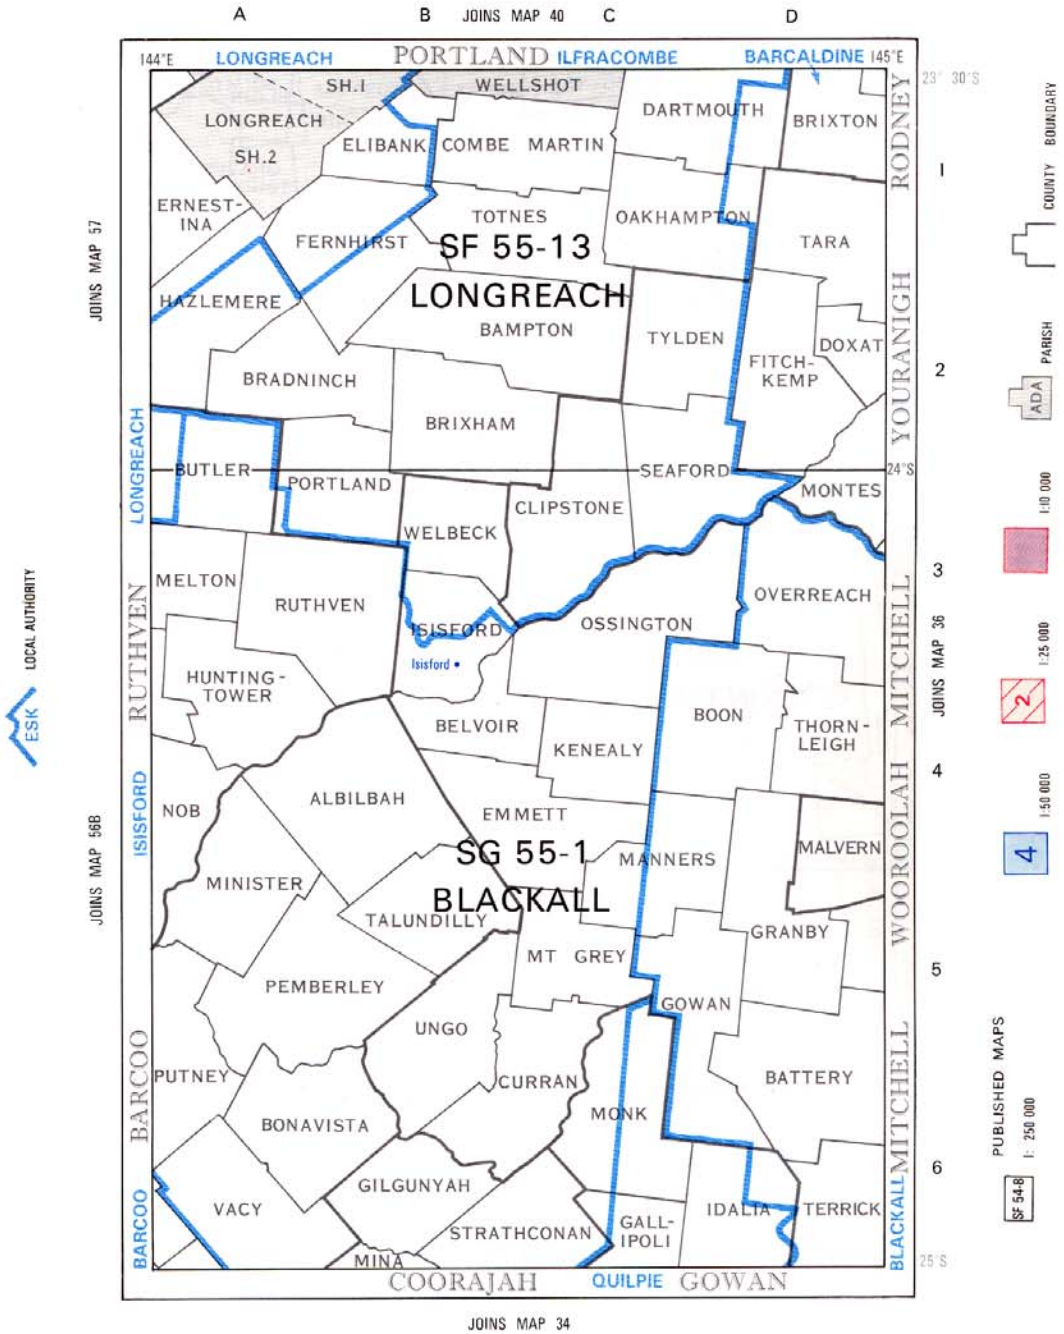 A
B
JOINS MAP 40
C
D
144°E
LONGREACH
PORTLAND
ILFRACOMBE
BARCALDINE
145°E
23° 30'S
SH.1
WELLSHOT
DARTMOUTH
BRIXTON
LONGREACH
SH.2
ELIBANK
COMBE MARTIN
RODNEY
1
ERNEST-
INA
FERNHIRST
TOTNES
OAKHAMPTON
TARA
SF 55-13
LONGREACH
JOINS MAP 57
HAZLEMERE
BAMPTON
TYLDEN
DOXAT
FITCH-
KEMP
YOURANIGH
2
BRADNINCH
BRIXHAM
LONGREACH
BUTLER
PORTLAND
SEAFORD
24°S
MONTES
CLIPSTONE
WELBECK
3
MELTON
RUTHVEN
OVERREACH
ISISFORD
OSSINGTON
Isisford
RUTHVEN
MITCHELL
JOINS MAP 36
HUNTING-
TOWER
BELVOIR
BOON
THORN-
LEIGH
KENEALY
4
NOB
ALBILBAH
EMMETT
ISISFORD
SG 55-1
BLACKALL
MANNERS
MALVERN
WOOROOLAH
JOINS MAP 56B
MINISTER
TALUNDILLY
GRANBY
MT GREY
5
PEMBERLEY
GOWAN
UNGO
BARCOO
PUTNEY
CURRAN
BATTERY
MITCHELL
BONAVISTA
MONK
6
GILGUNYAH
BARCOO
VACY
STRATHCONAN
GALL-
IPOLI
IDALIA
TERRICK
BLACKALL
MINA
25°S
COORAJAH
QUILPIE
GOWAN
JOINS MAP 34
ESK
LOCAL AUTHORITY
COUNTY BOUNDARY
ADA
PARISH
1:10 000
2
1:25 000
4
1:50 000
PUBLISHED MAPS
SF 54-8
1: 250 000